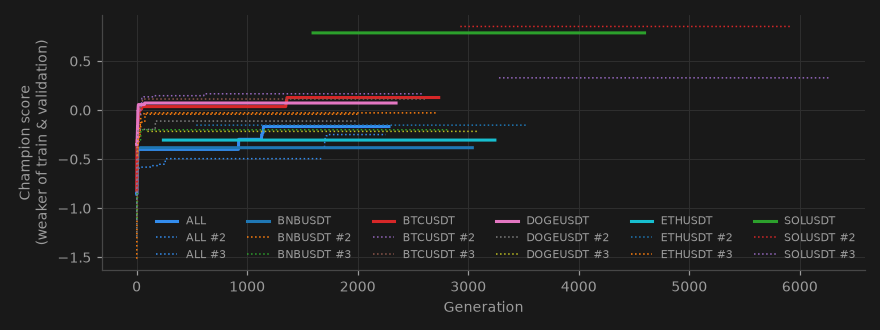 Champion score
(weaker of train & validation)
0.5
0.0
−0.5
−1.0
−1.5
ALL BNBUSDT BTCUSDT DOGEUSDT ETHUSDT SOLUSDT
ALL #2 BNBUSDT #2 BTCUSDT #2 DOGEUSDT #2 ETHUSDT #2 SOLUSDT #2
ALL #3 BNBUSDT #3 BTCUSDT #3 DOGEUSDT #3 ETHUSDT #3 SOLUSDT #3
0 1000 2000 3000 4000 5000 6000
Generation